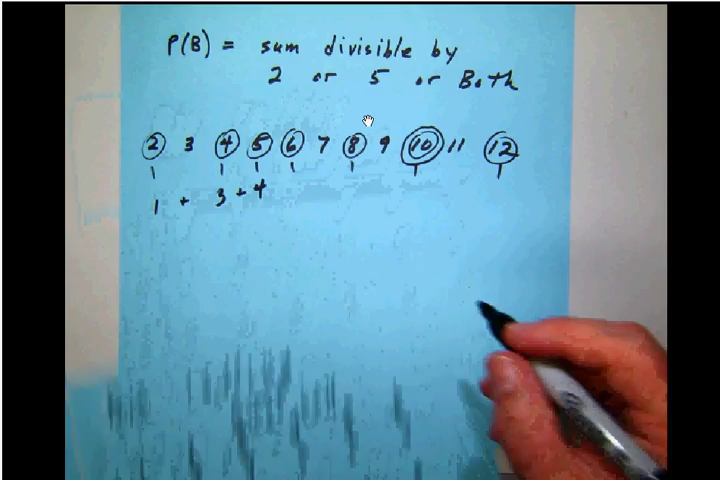 P(B) = sum divisible by
2 or 5 or Both
2 3 4 5 6 7 8 9 10 11 12
1 + 3 + 4